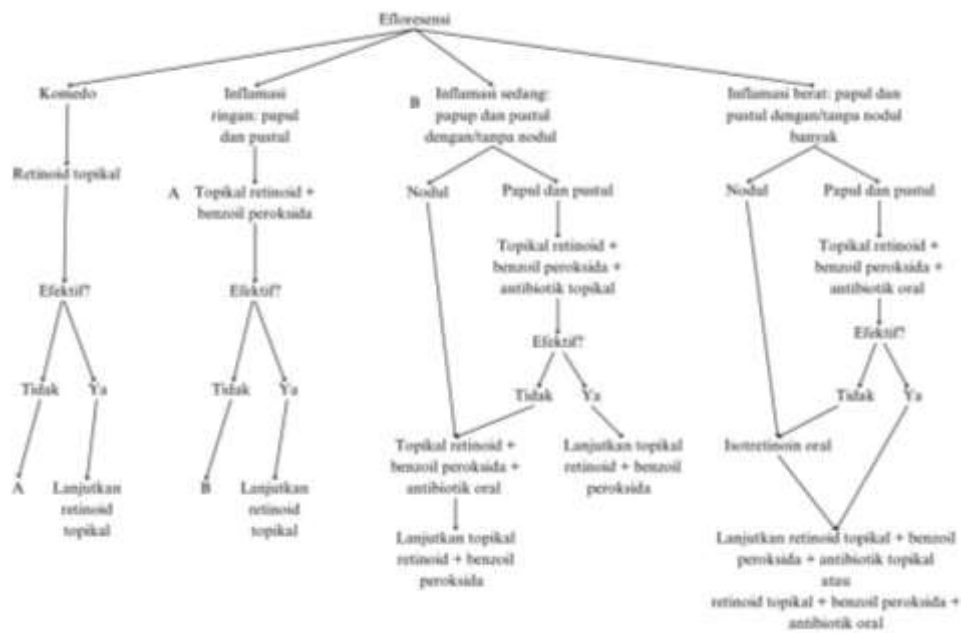 Efloresensi
Komedo
Retinoid topikal
Efektif?
Tidak
Ya
A
Lanjutkan
retinoid
topikal
Inflamasi
ringan: papul
dan pustul
A
Topikal retinoid +
benzoil peroksida
Efektif?
Tidak
Ya
B
Lanjutkan
retinoid
topikal
B
Inflamasi sedang:
papup dan pustul
dengan/tanpa nodul
Nodul
Papul dan pustul
Topikal retinoid +
benzoil peroksida +
antibiotik topikal
Efektif?
Tidak
Ya
Topikal retinoid +
benzoil peroksida +
antibiotik oral
Lanjutkan topikal
retinoid + benzoil
peroksida
Lanjutkan topikal
retinoid + benzoil
peroksida
Inflamasi berat: papul dan
pustul dengan/tanpa nodul
banyak
Nodul
Papul dan pustul
Topikal retinoid +
benzoil peroksida +
antibiotik oral
Efektif?
Tidak
Ya
Isotretinoin oral
Lanjutkan retinoid topikal + benzoil
peroksida + antibiotik topikal
atau
retinoid topikal + benzoil peroksida +
antibiotik oral